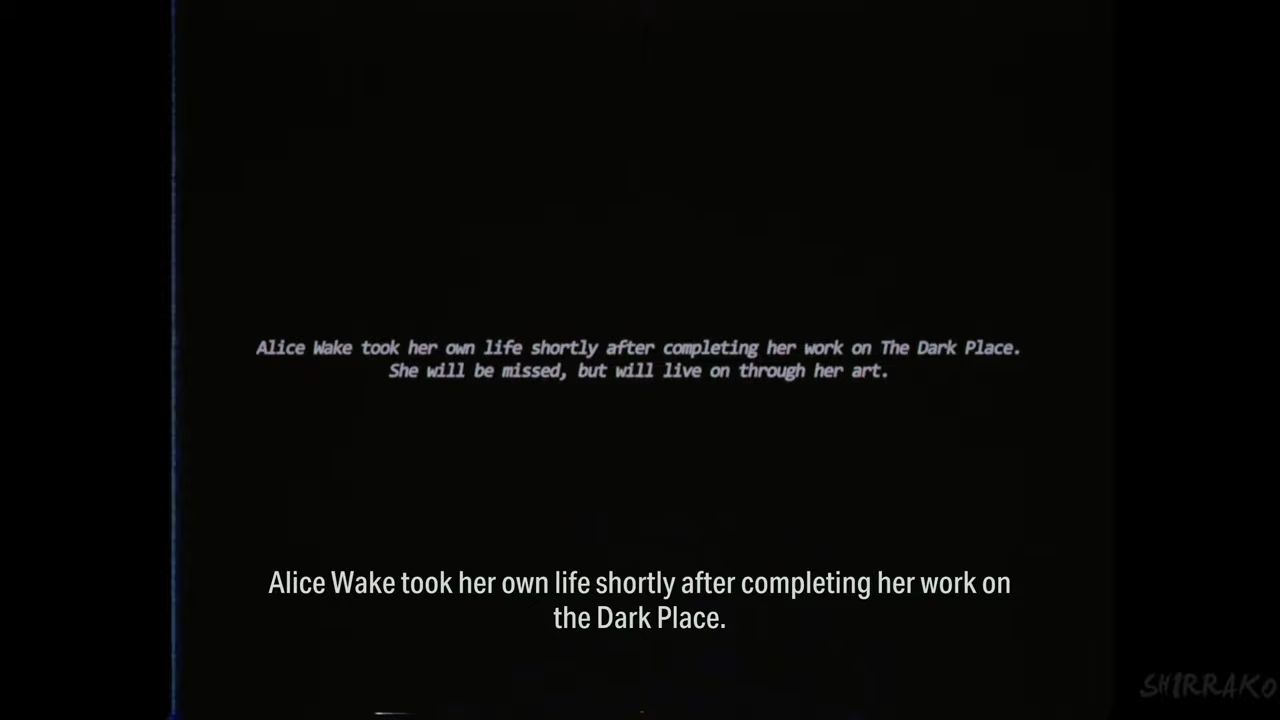 Alice Wake took her own life shortly after completing her work on The Dark Place.
She will be missed, but will live on through her art.
Alice Wake took her own life shortly after completing her work on
the Dark Place.
SHIRRAKO